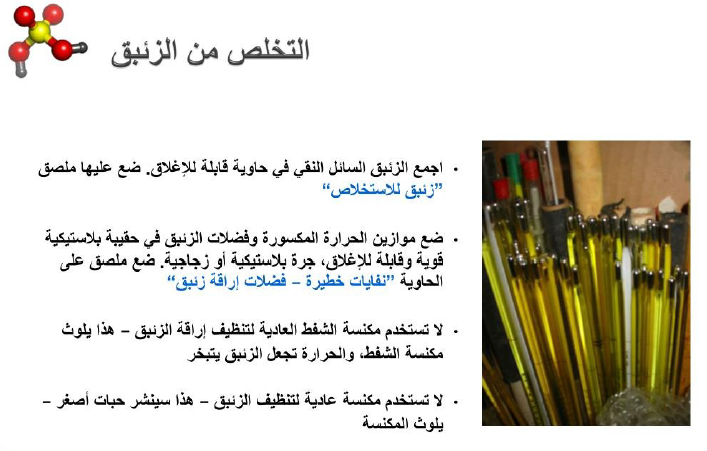 التخلص من الزئبق
• اجمع الزئبق السائل النقي في حاوية قابلة للإغلاق. ضع عليها ملصق
”زئبق للاستخلاص“
• ضع موازين الحرارة المكسورة وفضلات الزئبق في حقيبة بلاستيكية
قوية وقابلة للإغلاق، جرة بلاستيكية أو زجاجية. ضع ملصق على
الحاوية ”نفايات خطيرة – فضلات إراقة زئبق“
• لا تستخدم مكنسة الشفط العادية لتنظيف إراقة الزئبق – هذا يلوث
مكنسة الشفط، والحرارة تجعل الزئبق يتبخر
• لا تستخدم مكنسة عادية لتنظيف الزئبق – هذا سينشر حبات أصغر –
يلوث المكنسة